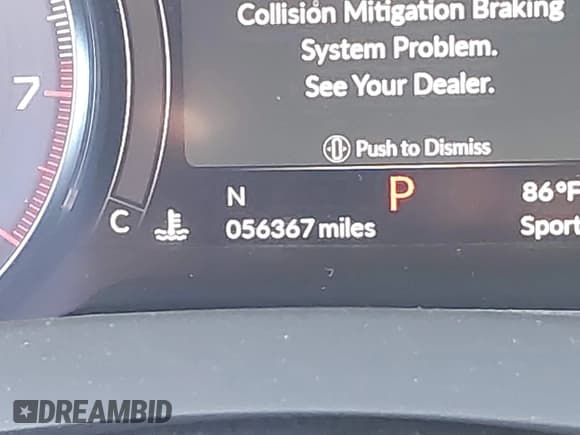 Collision Mitigation Braking
System Problem.
See Your Dealer.
7
Push to Dismiss
N P 86°F
C 056367 miles Sport
DREAMBID